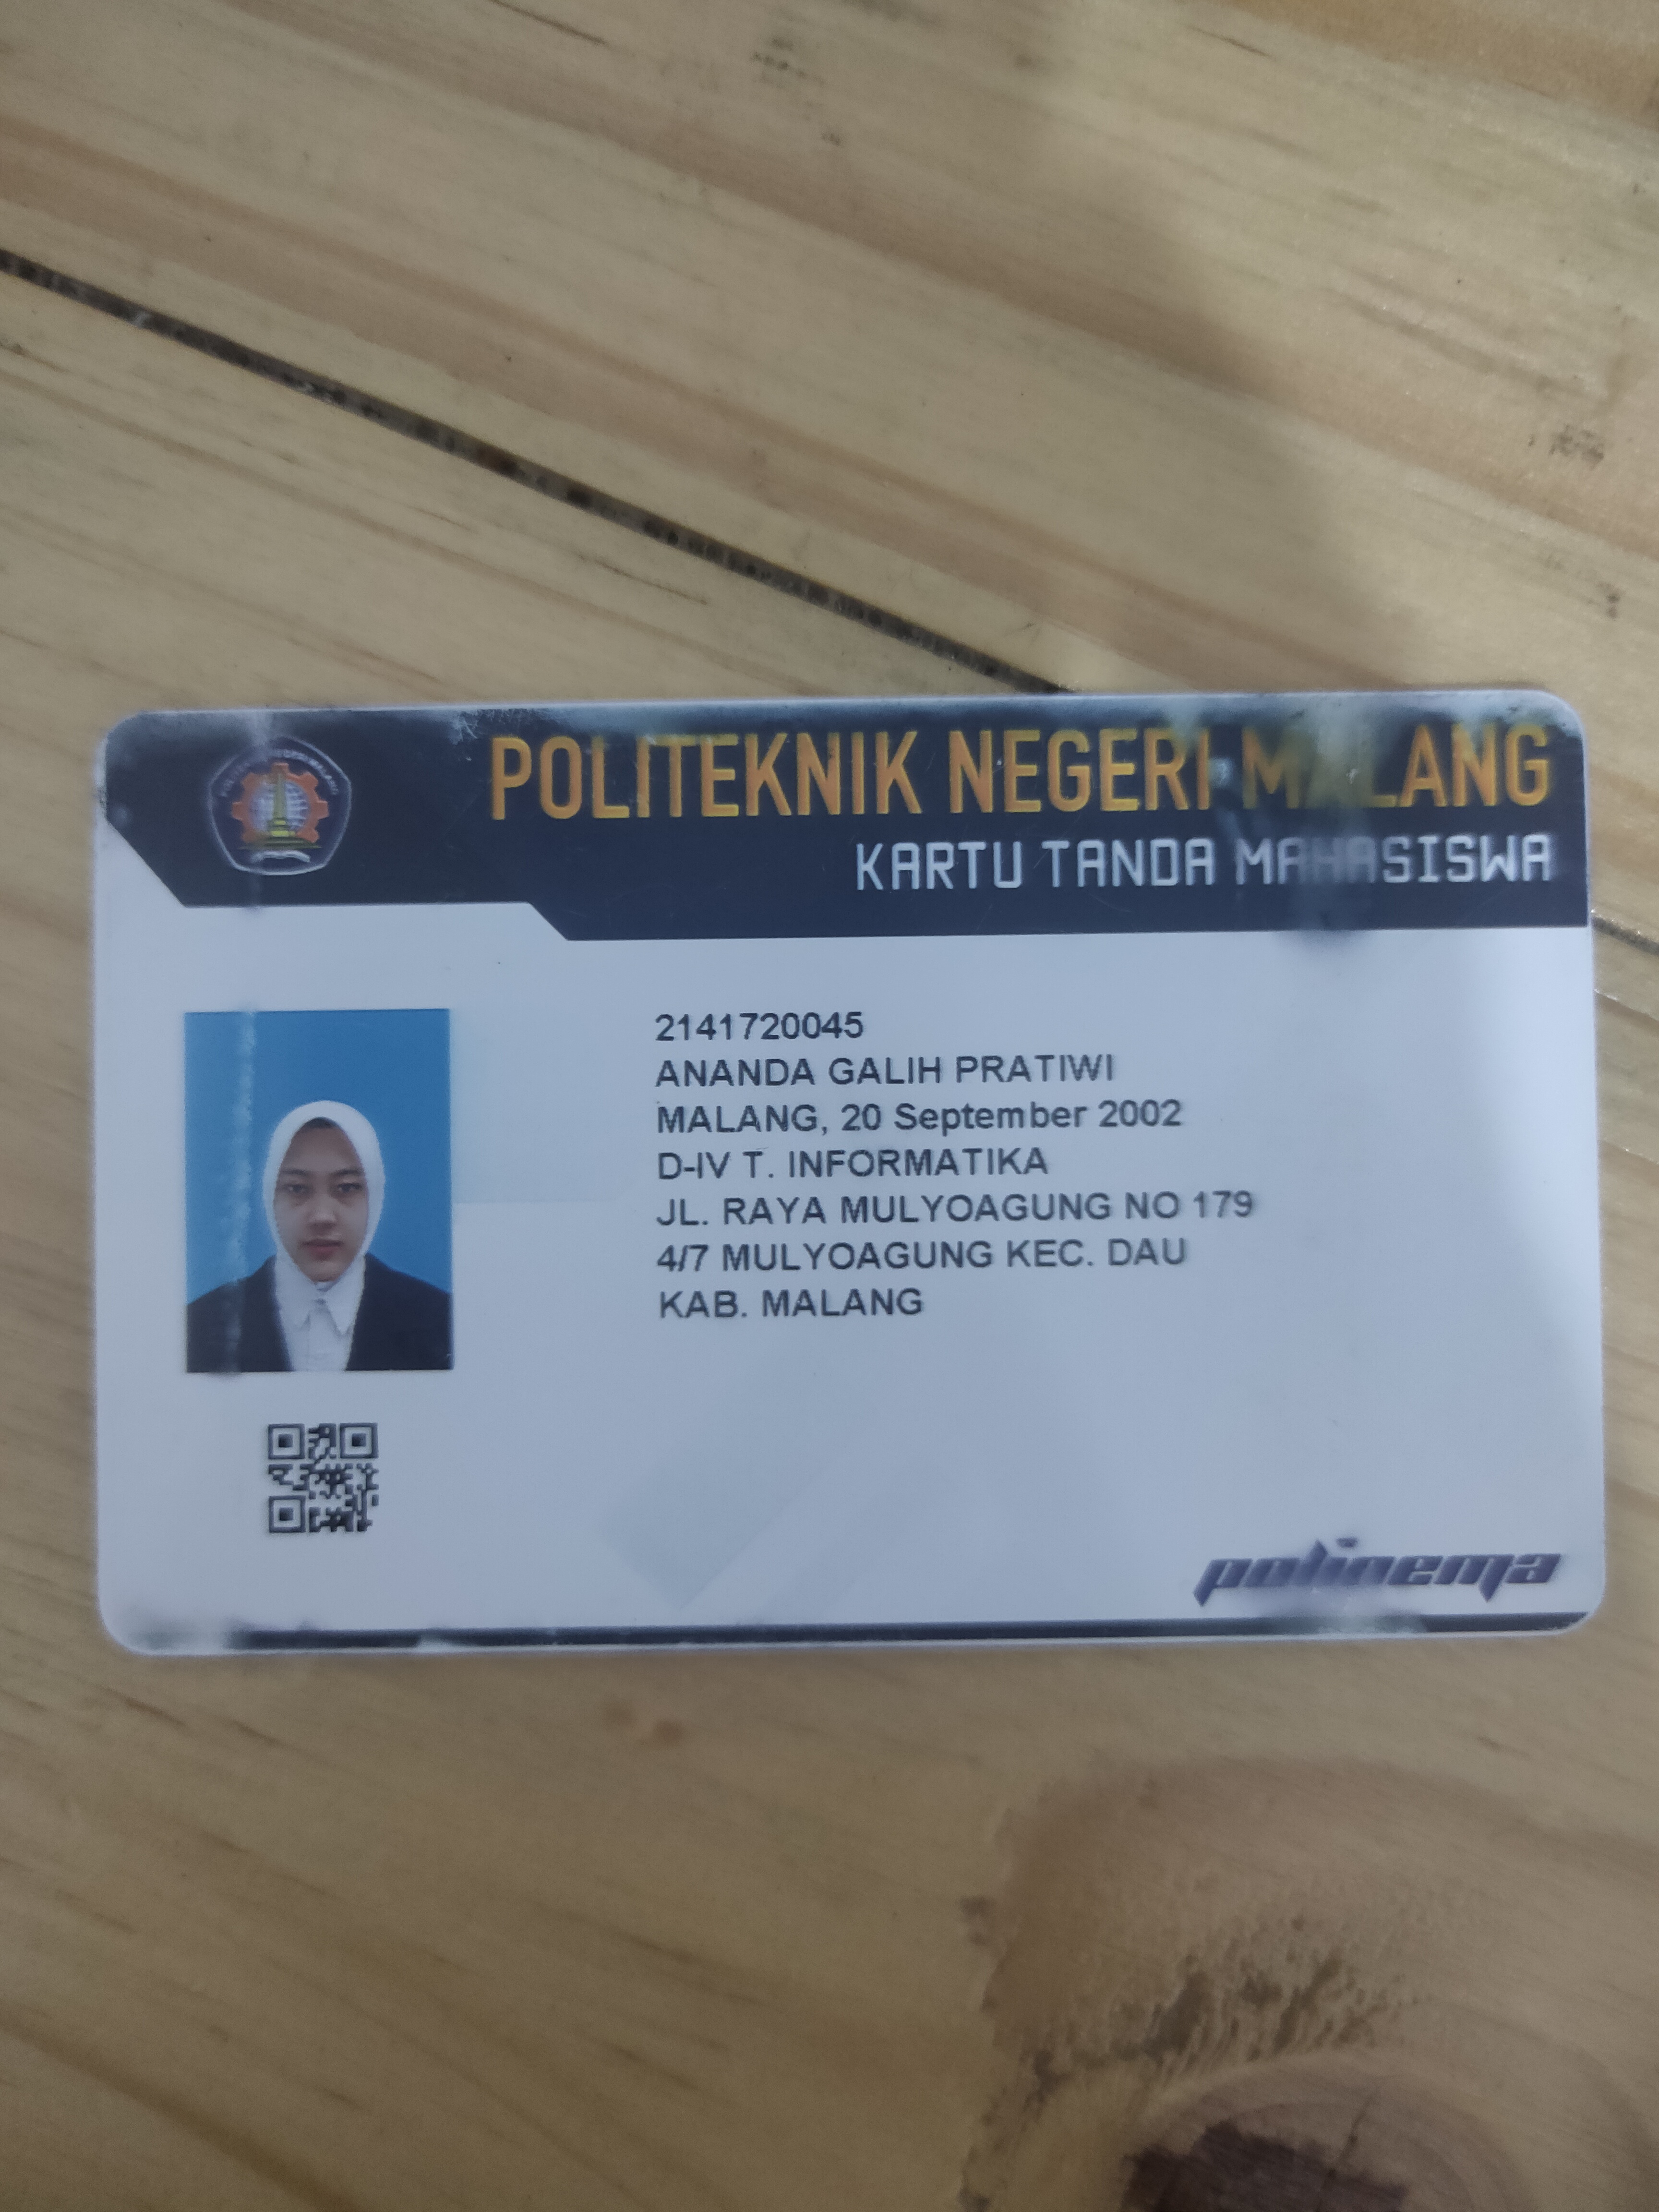 POLITEKNIK NEGERI MALANG
KARTU TANDA MAHASISWA
2141720045
ANANDA GALIH PRATIWI
MALANG, 20 September 2002
D-IV T. INFORMATIKA
JL. RAYA MULYOAGUNG NO 179
4/7 MULYOAGUNG KEC. DAU
KAB. MALANG
polinema